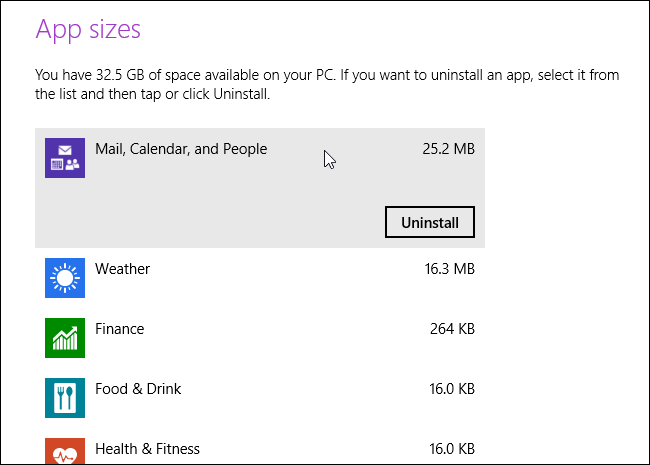 App sizes
You have 32.5 GB of space available on your PC. If you want to uninstall an app, select it from
the list and then tap or click Uninstall.
Mail, Calendar, and People 25.2 MB
Uninstall
Weather 16.3 MB
Finance 264 KB
Food & Drink 16.0 KB
Health & Fitness 16.0 KB